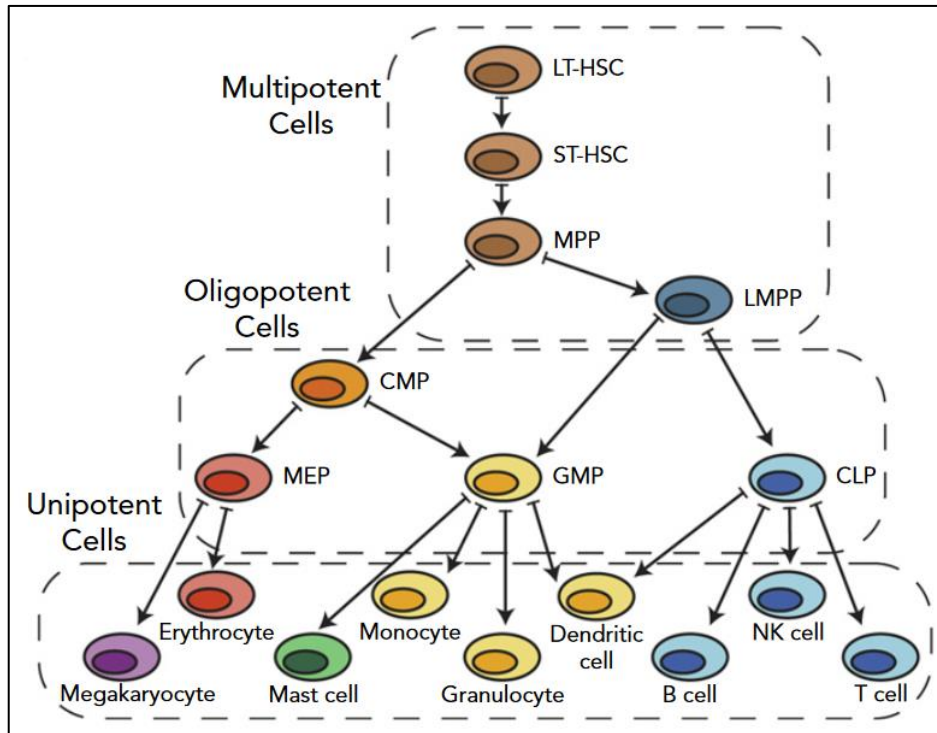 LT-HSC
Multipotent
Cells
ST-HSC
MPP
Oligopotent
Cells
LMPP
CMP
MEP
GMP
CLP
Unipotent
Cells
Erythrocyte
Monocyte
Dendritic
cell
NK cell
Megakaryocyte
Mast cell
Granulocyte
B cell
T cell